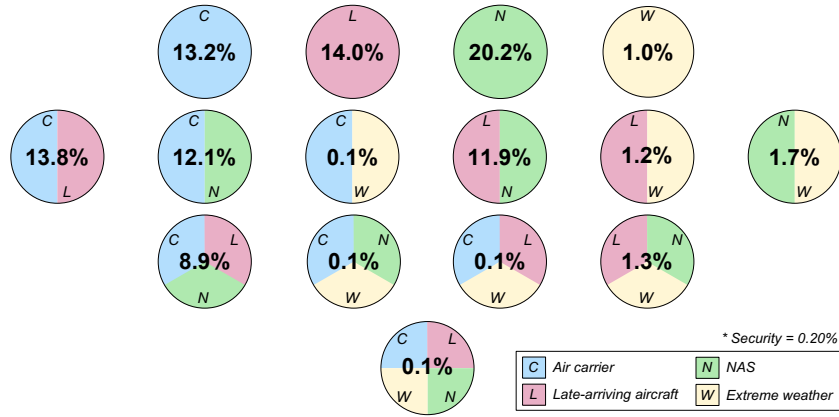 C L N W
13.2% 14.0% 20.2% 1.0%
C C C L L N
13.8% 12.1% 0.1% 11.9% 1.2% 1.7%
L N W N W W
C L C N C L L N
8.9% 0.1% 0.1% 1.3%
N W W W
* Security = 0.20%
C L
0.1%
W N
C Air carrier N NAS
L Late-arriving aircraft W Extreme weather